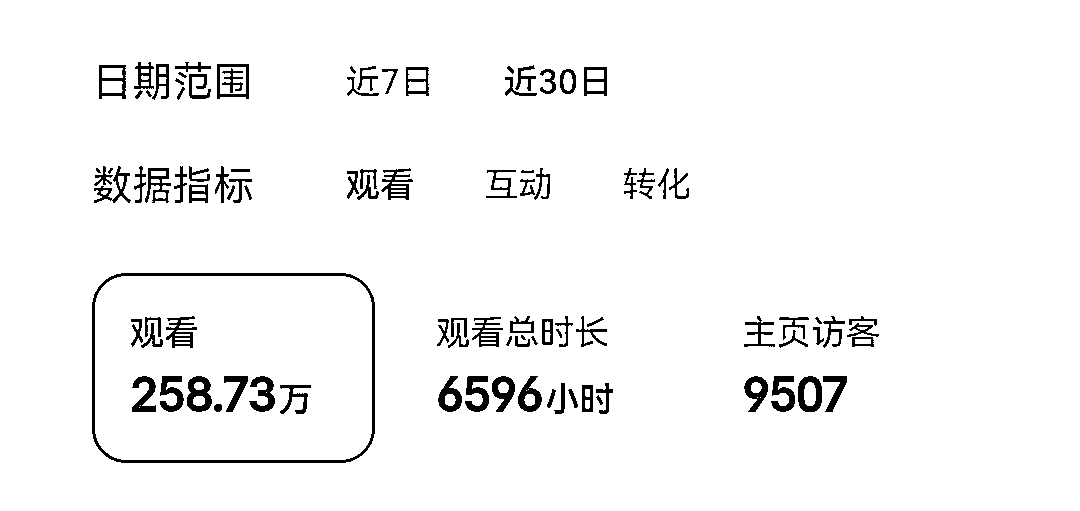 日期范围 近7日 近30日
数据指标 观看 互动 转化
观看 观看总时长 主页访客
258.73万 6596小时 9507